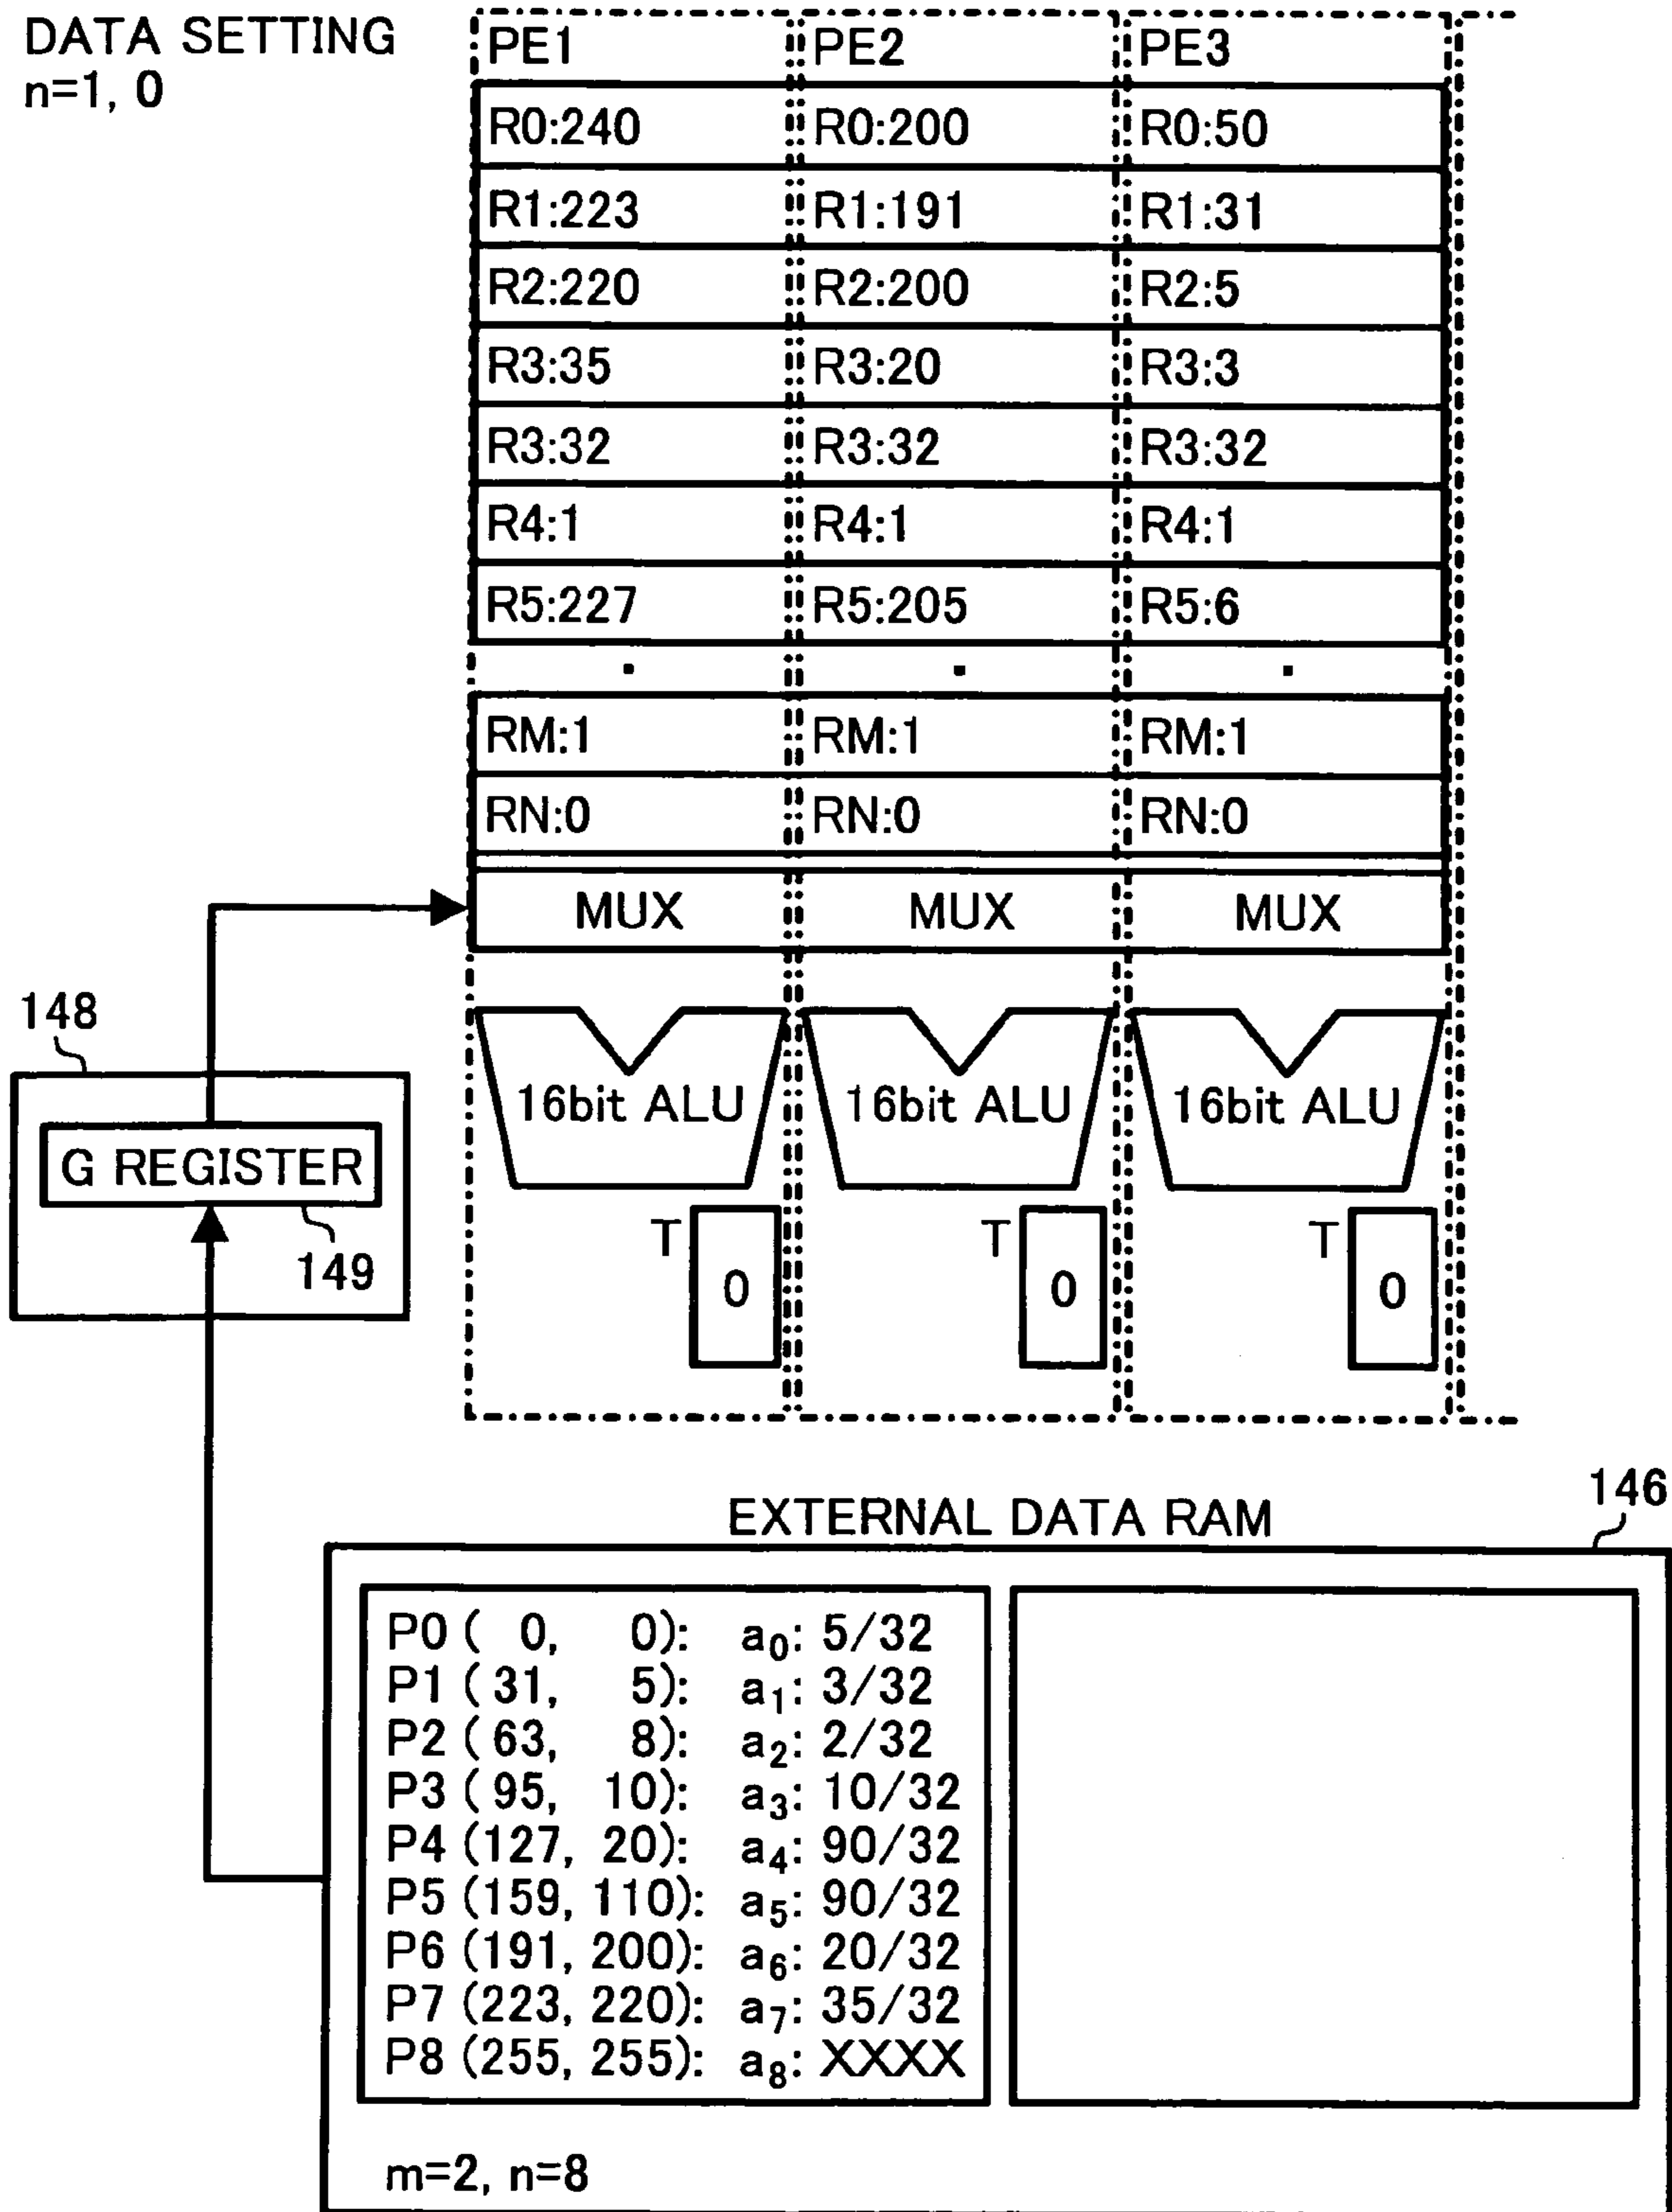 DATA SETTING
n=1, 0
PE1 PE2 PE3
R0:240 R0:200 R0:50
R1:223 R1:191 R1:31
R2:220 R2:200 R2:5
R3:35 R3:20 R3:3
R3:32 R3:32 R3:32
R4:1 R4:1 R4:1
R5:227 R5:205 R5:6
RM:1 RM:1 RM:1
RN:0 RN:0 RN:0
MUX MUX MUX
148
16bit ALU 16bit ALU 16bit ALU
G REGISTER
149
T T T
0 0 0
146
EXTERNAL DATA RAM
P0 ( 0, 0): a₀: 5/32
P1 ( 31, 5): a₁: 3/32
P2 ( 63, 8): a₂: 2/32
P3 ( 95, 10): a₃: 10/32
P4 (127, 20): a₄: 90/32
P5 (159, 110): a₅: 90/32
P6 (191, 200): a₆: 20/32
P7 (223, 220): a₇: 35/32
P8 (255, 255): a₈: XXXX
m=2, n=8